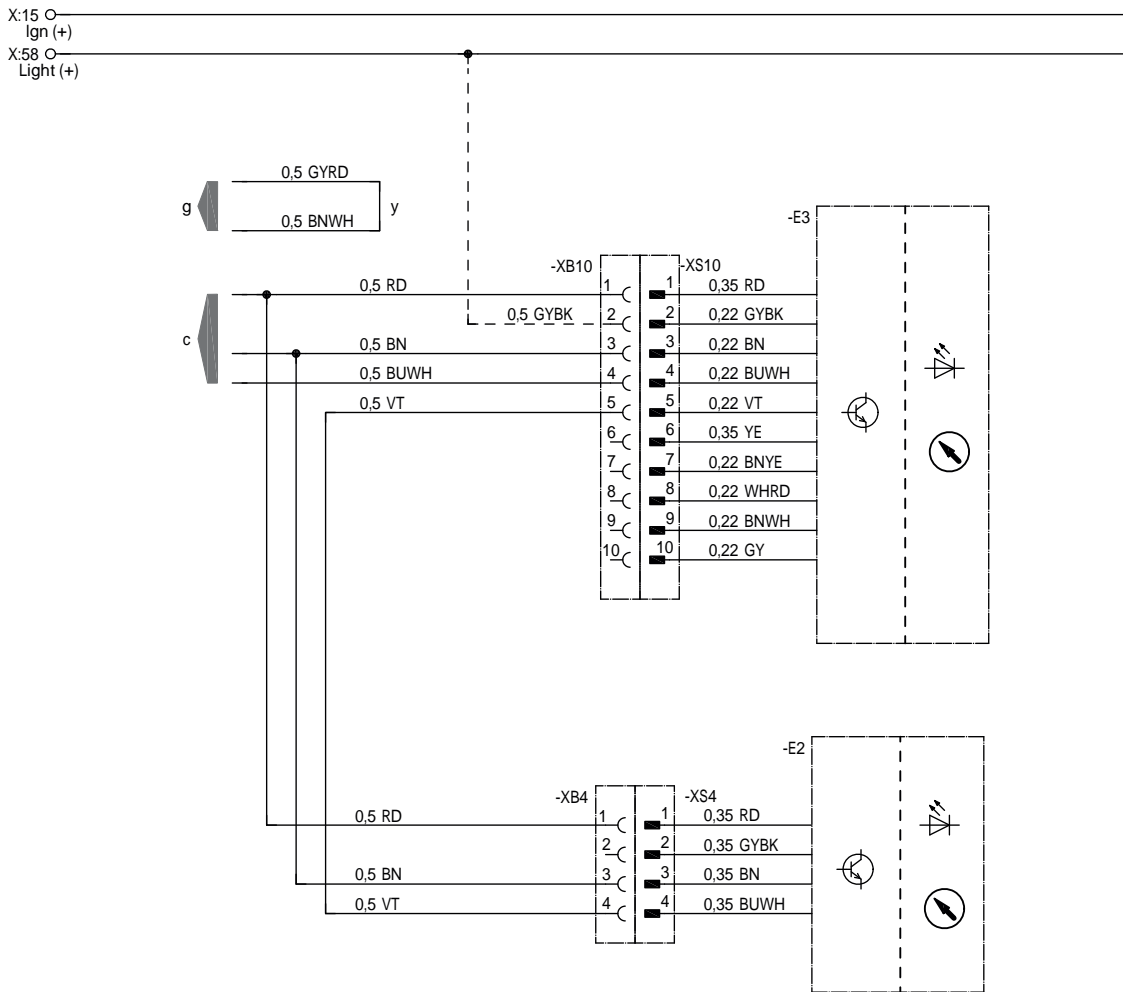 X:15
Ign (+)
X:58
Light (+)
0,5 GYRD
g
y
0,5 BNWH
-E3
-XB10
-XS10
0,5 RD
1
1
0,35 RD
0,5 GYBK
2
2
0,22 GYBK
c
0,5 BN
3
3
0,22 BN
0,5 BUWH
4
4
0,22 BUWH
0,5 VT
5
5
0,22 VT
6
6
0,35 YE
7
7
0,22 BNYE
8
8
0,22 WHRD
9
9
0,22 BNWH
10
10
0,22 GY
-E2
-XB4
-XS4
0,5 RD
1
1
0,35 RD
2
2
0,35 GYBK
0,5 BN
3
3
0,35 BN
0,5 VT
4
4
0,35 BUWH